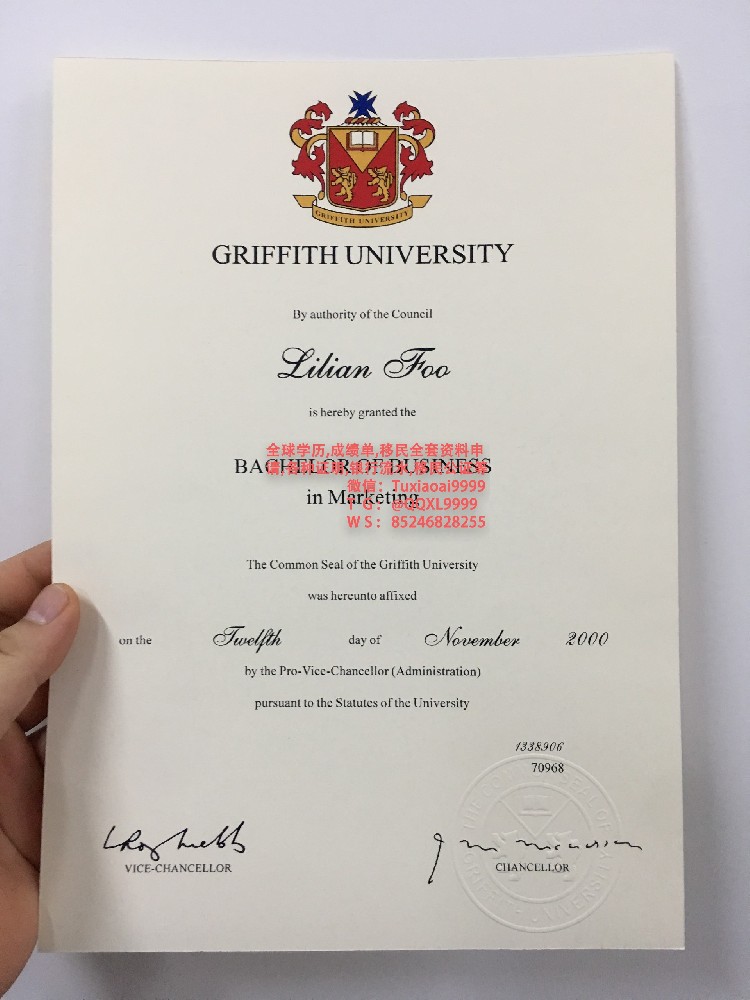 GRIFFITH UNIVERSITY
GRIFFITH UNIVERSITY
By authority of the Council
Lilian Foo
is hereby granted the
全球学历,成绩单,移民全套资料申
BACHELOR OF BUSINESS
微信：Tuxiaoai9999
in Marketing
TG：@QQXL9999
WS：85246828255
The Common Seal of the Griffith University
was hereunto affixed
on the Twelfth day of November 2000
by the Pro-Vice-Chancellor (Administration)
pursuant to the Statutes of the University
1338906
70968
VICE-CHANCELLOR
CHANCELLOR